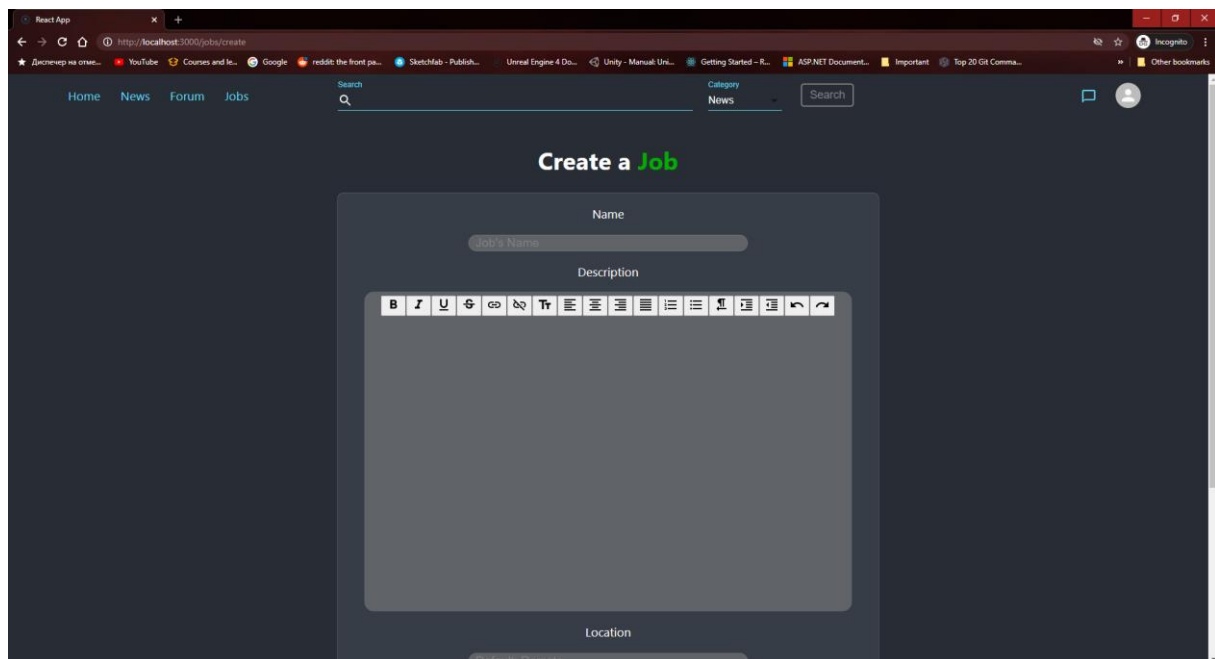 React App
http://localhost:3000/jobs/create
Incognito
Диспечер на отме... YouTube Courses and le... Google reddit: the front pa... Sketchfab - Publish... Unreal Engine 4 Do... Unity - Manual: Uni... Getting Started – R... ASP.NET Document... Important Top 20 Git Comma... » Other bookmarks
Home News Forum Jobs
Search
Category
News
Search
Create a Job
Name
Job's Name
Description
B I U S Tт
Location